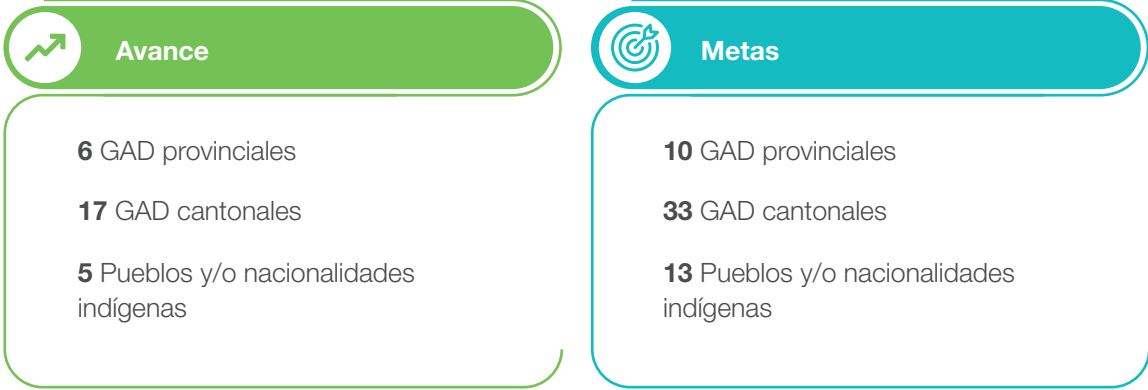 Avance
6 GAD provinciales
17 GAD cantonales
5 Pueblos y/o nacionalidades
indígenas
Metas
10 GAD provinciales
33 GAD cantonales
13 Pueblos y/o nacionalidades
indígenas